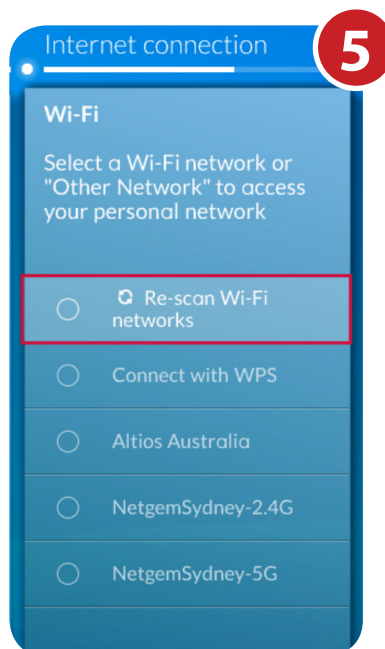 Internet connection
5
Wi-Fi
Select a Wi-Fi network or
"Other Network" to access
your personal network
Re-scan Wi-Fi
networks
Connect with WPS
Altios Australia
NetgemSydney-2.4G
NetgemSydney-5G